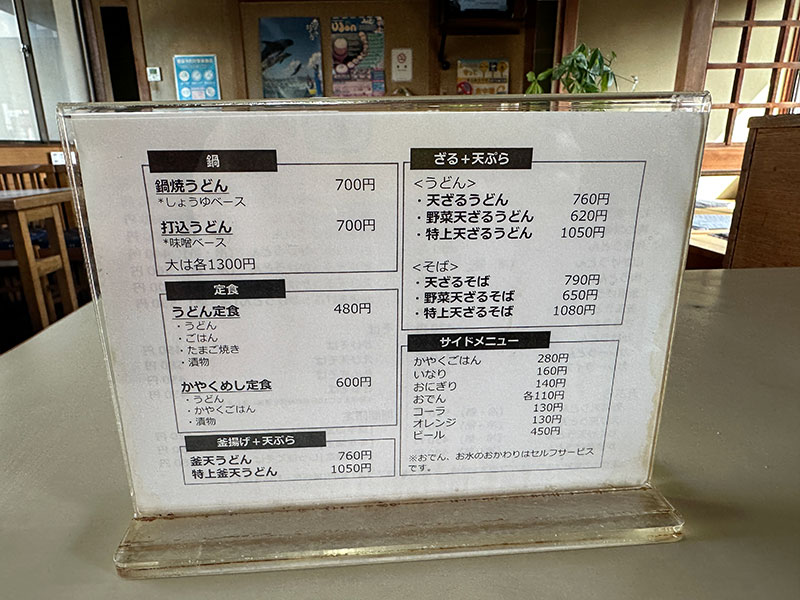 鍋
鍋焼うどん 700円
*しょうゆベース
打込うどん 700円
*味噌ベース
大は各1300円
定食
うどん定食 480円
・うどん
・ごはん
・たまご焼き
・漬物
かやくめし定食 600円
・うどん
・かやくごはん
・漬物
釜揚げ+天ぷら
釜天うどん 760円
特上釜天うどん 1050円
ざる+天ぷら
<うどん>
・天ざるうどん 760円
・野菜天ざるうどん 620円
・特上天ざるうどん 1050円
<そば>
・天ざるそば 790円
・野菜天ざるそば 650円
・特上天ざるそば 1080円
サイドメニュー
かやくごはん 280円
いなり 160円
おにぎり 140円
おでん 各110円
コーラ 130円
オレンジ 130円
ビール 450円
※おでん、お水のおかわりはセルフサービス
です。